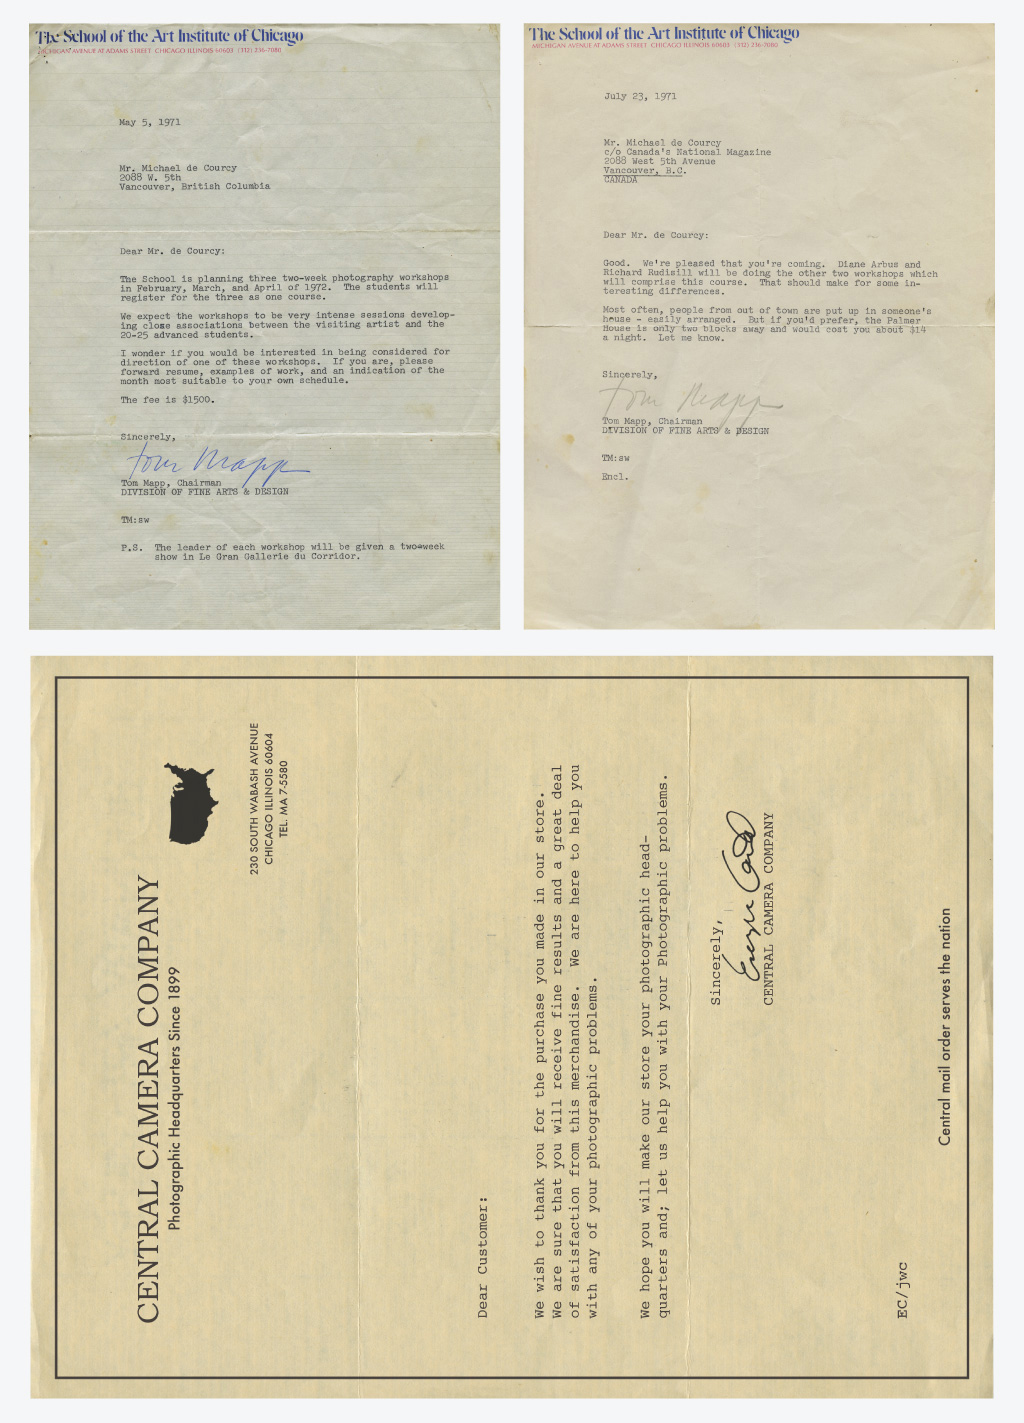 The School of the Art Institute of Chicago
MICHIGAN AVENUE AT ADAMS STREET CHICAGO ILLINOIS 60603 (312) 236-7080
May 5, 1971
Mr. Michael de Courcy
2088 W. 5th
Vancouver, British Columbia
Dear Mr. de Courcy:
The School is planning three two-week photography workshops
in February, March, and April of 1972. The students will
register for the three as one course.
We expect the workshops to be very intense sessions develop-
ing close associations between the visiting artist and the
20-25 advanced students.
I wonder if you would be interested in being considered for
direction of one of these workshops. If you are, please
forward resume, examples of work, and an indication of the
month most suitable to your own schedule.
The fee is $1500.
Sincerely,
Tom Mapp
Tom Mapp, Chairman
DIVISION OF FINE ARTS & DESIGN
TM:sw
P.S. The leader of each workshop will be given a two-week
show in Le Gran Gallerie du Corridor.
The School of the Art Institute of Chicago
MICHIGAN AVENUE AT ADAMS STREET CHICAGO ILLINOIS 60603 (312) 236-7080
July 23, 1971
Mr. Michael de Courcy
c/o Canada's National Magazine
2088 West 5th Avenue
Vancouver, B.C.
CANADA
Dear Mr. de Courcy:
Good. We're pleased that you're coming. Diane Arbus and
Richard Rudisill will be doing the other two workshops which
will comprise this course. That should make for some in-
teresting differences.
Most often, people from out of town are put up in someone's
house - easily arranged. But if you'd prefer, the Palmer
House is only two blocks away and would cost you about $14
a night. Let me know.
Sincerely,
Tom Mapp
Tom Mapp, Chairman
DIVISION OF FINE ARTS & DESIGN
TM:sw
Encl.
CENTRAL CAMERA COMPANY
Photographic Headquarters Since 1899
230 SOUTH WABASH AVENUE
CHICAGO ILLINOIS 60604
TEL. MA 7-5580
Dear Customer:
We wish to thank you for the purchase you made in our store.
We are sure that you will receive fine results and a great deal
of satisfaction from this merchandise. We are here to help you
with any of your photographic problems.
We hope you will make our store your photographic head-
quarters and; let us help you with your Photographic problems.
Sincerely,
CENTRAL CAMERA COMPANY
EC/jwc
Central mail order serves the nation